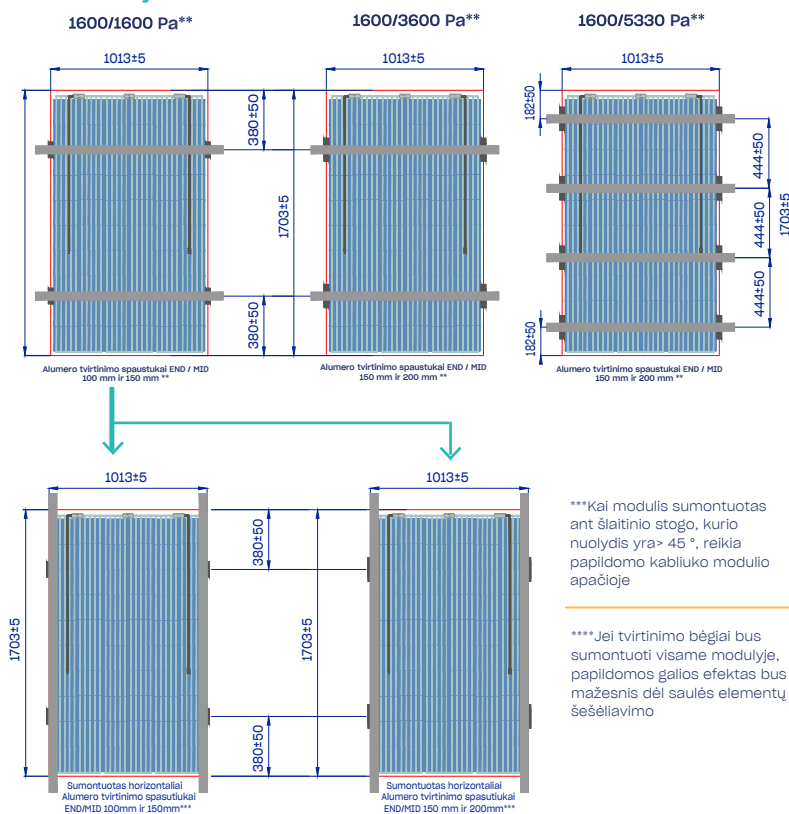 1600/1600 Pa**
1600/3600 Pa**
1600/5330 Pa**
1013±5
1013±5
1013±5
380±50
380±50
1703±5
182±50
182±50
444±50
444±50
444±50
1703±5
Alumero tvirtinimo spaustukai END / MID
100 mm ir 150 mm **
Alumero tvirtinimo spaustukai END / MID
150 mm ir 200 mm **
Alumero tvirtinimo spaustukai END / MID
150 mm ir 200 mm **
1013±5
1013±5
1703±5
380±50
380±50
1703±5
Sumontuotas horizontaliai
Alumero tvirtinimo spasutiukai
END/MID 100mm ir 150mm***
Sumontuotas horizontaliai
Alumero tvirtinimo spasutiukai
END/MID 150 mm ir 200mm***
***Kai modulis sumontuotas
ant šlaitinio stogo, kurio
nuolydis yra> 45 °, reikia
papildomo kabliuko modulio
apačioje
****Jei tvirtinimo bėgiai bus
sumontuoti visame modulyje,
papildomos galios efektas bus
mažesnis dėl saulės elementų
šešėliavimo